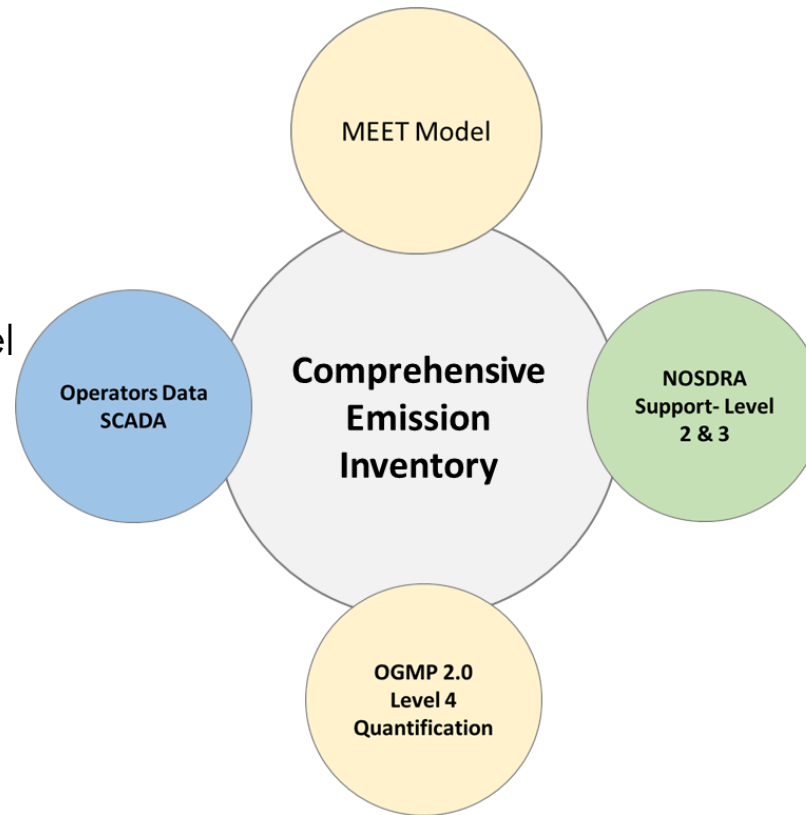 MEET Model
el
Operators Data
SCADA
Comprehensive
Emission
Inventory
NOSDRA
Support- Level
2 & 3
OGMP 2.0
Level 4
Quantification